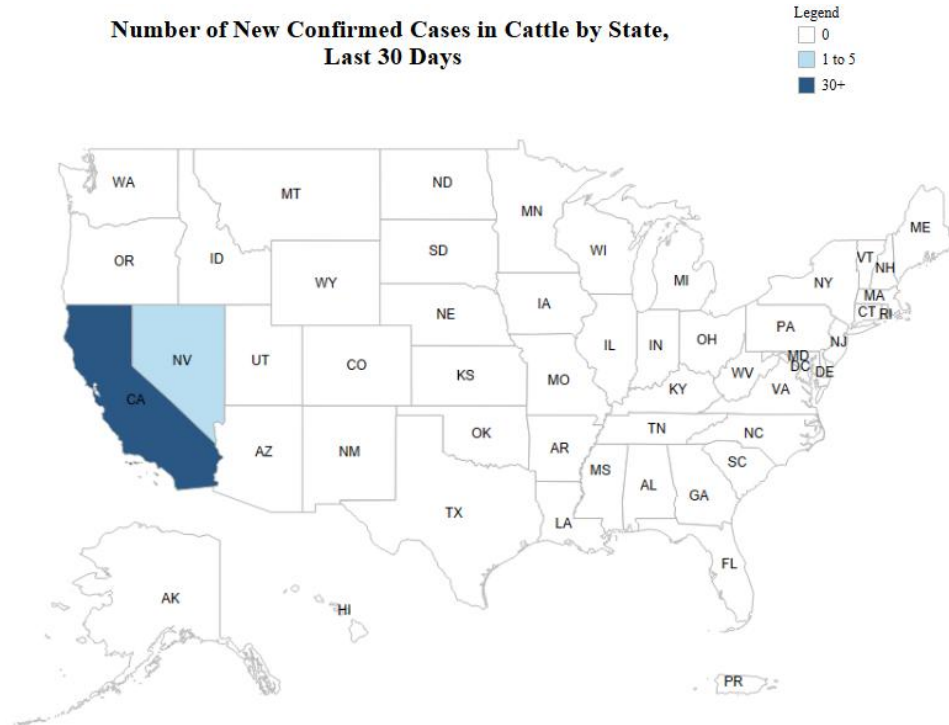 Number of New Confirmed Cases in Cattle by State,
Last 30 Days
Legend
0
1 to 5
30+
WA
MT
ND
MN
ME
OR
ID
SD
WI
VT
NH
WY
MI
NY
MA
NE
IA
CT
RI
PA
NV
UT
CO
IL
IN
OH
NJ
MD
DC
DE
KS
MO
WV
KY
VA
CA
TN
NC
AZ
NM
OK
AR
SC
MS
AL
GA
TX
LA
FL
AK
HI
PR